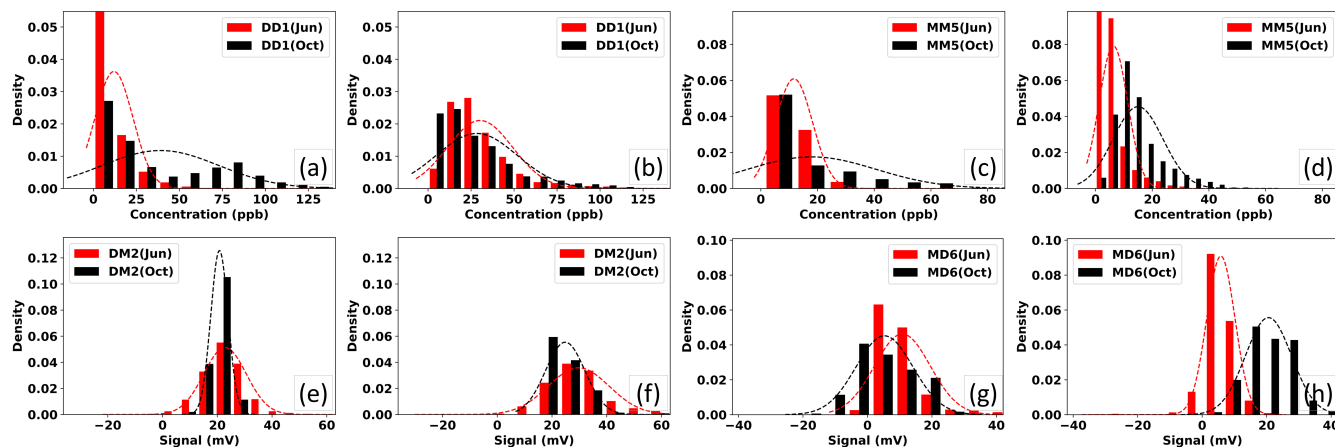 DD1(Jun)
DD1(Oct)
0.05
0.04
0.03
0.02
0.01
0.00
Density
0 25 50 75 100 125
Concentration (ppb)
(a)
DD1(Jun)
DD1(Oct)
0.05
0.04
0.03
0.02
0.01
0.00
Density
0 25 50 75 100 125
Concentration (ppb)
(b)
MM5(Jun)
MM5(Oct)
0.08
0.06
0.04
0.02
0.00
Density
0 20 40 60 80
Concentration (ppb)
(c)
MM5(Jun)
MM5(Oct)
0.08
0.06
0.04
0.02
0.00
Density
0 20 40 60 80
Concentration (ppb)
(d)
DM2(Jun)
DM2(Oct)
0.12
0.10
0.08
0.06
0.04
0.02
0.00
Density
−20 0 20 40 60
Signal (mV)
(e)
DM2(Jun)
DM2(Oct)
0.12
0.10
0.08
0.06
0.04
0.02
0.00
Density
−20 0 20 40 60
Signal (mV)
(f)
MD6(Jun)
MD6(Oct)
0.10
0.08
0.06
0.04
0.02
0.00
Density
−40 −20 0 20 40
Signal (mV)
(g)
MD6(Jun)
MD6(Oct)
0.10
0.08
0.06
0.04
0.02
0.00
Density
−40 −20 0 20 40
Signal (mV)
(h)